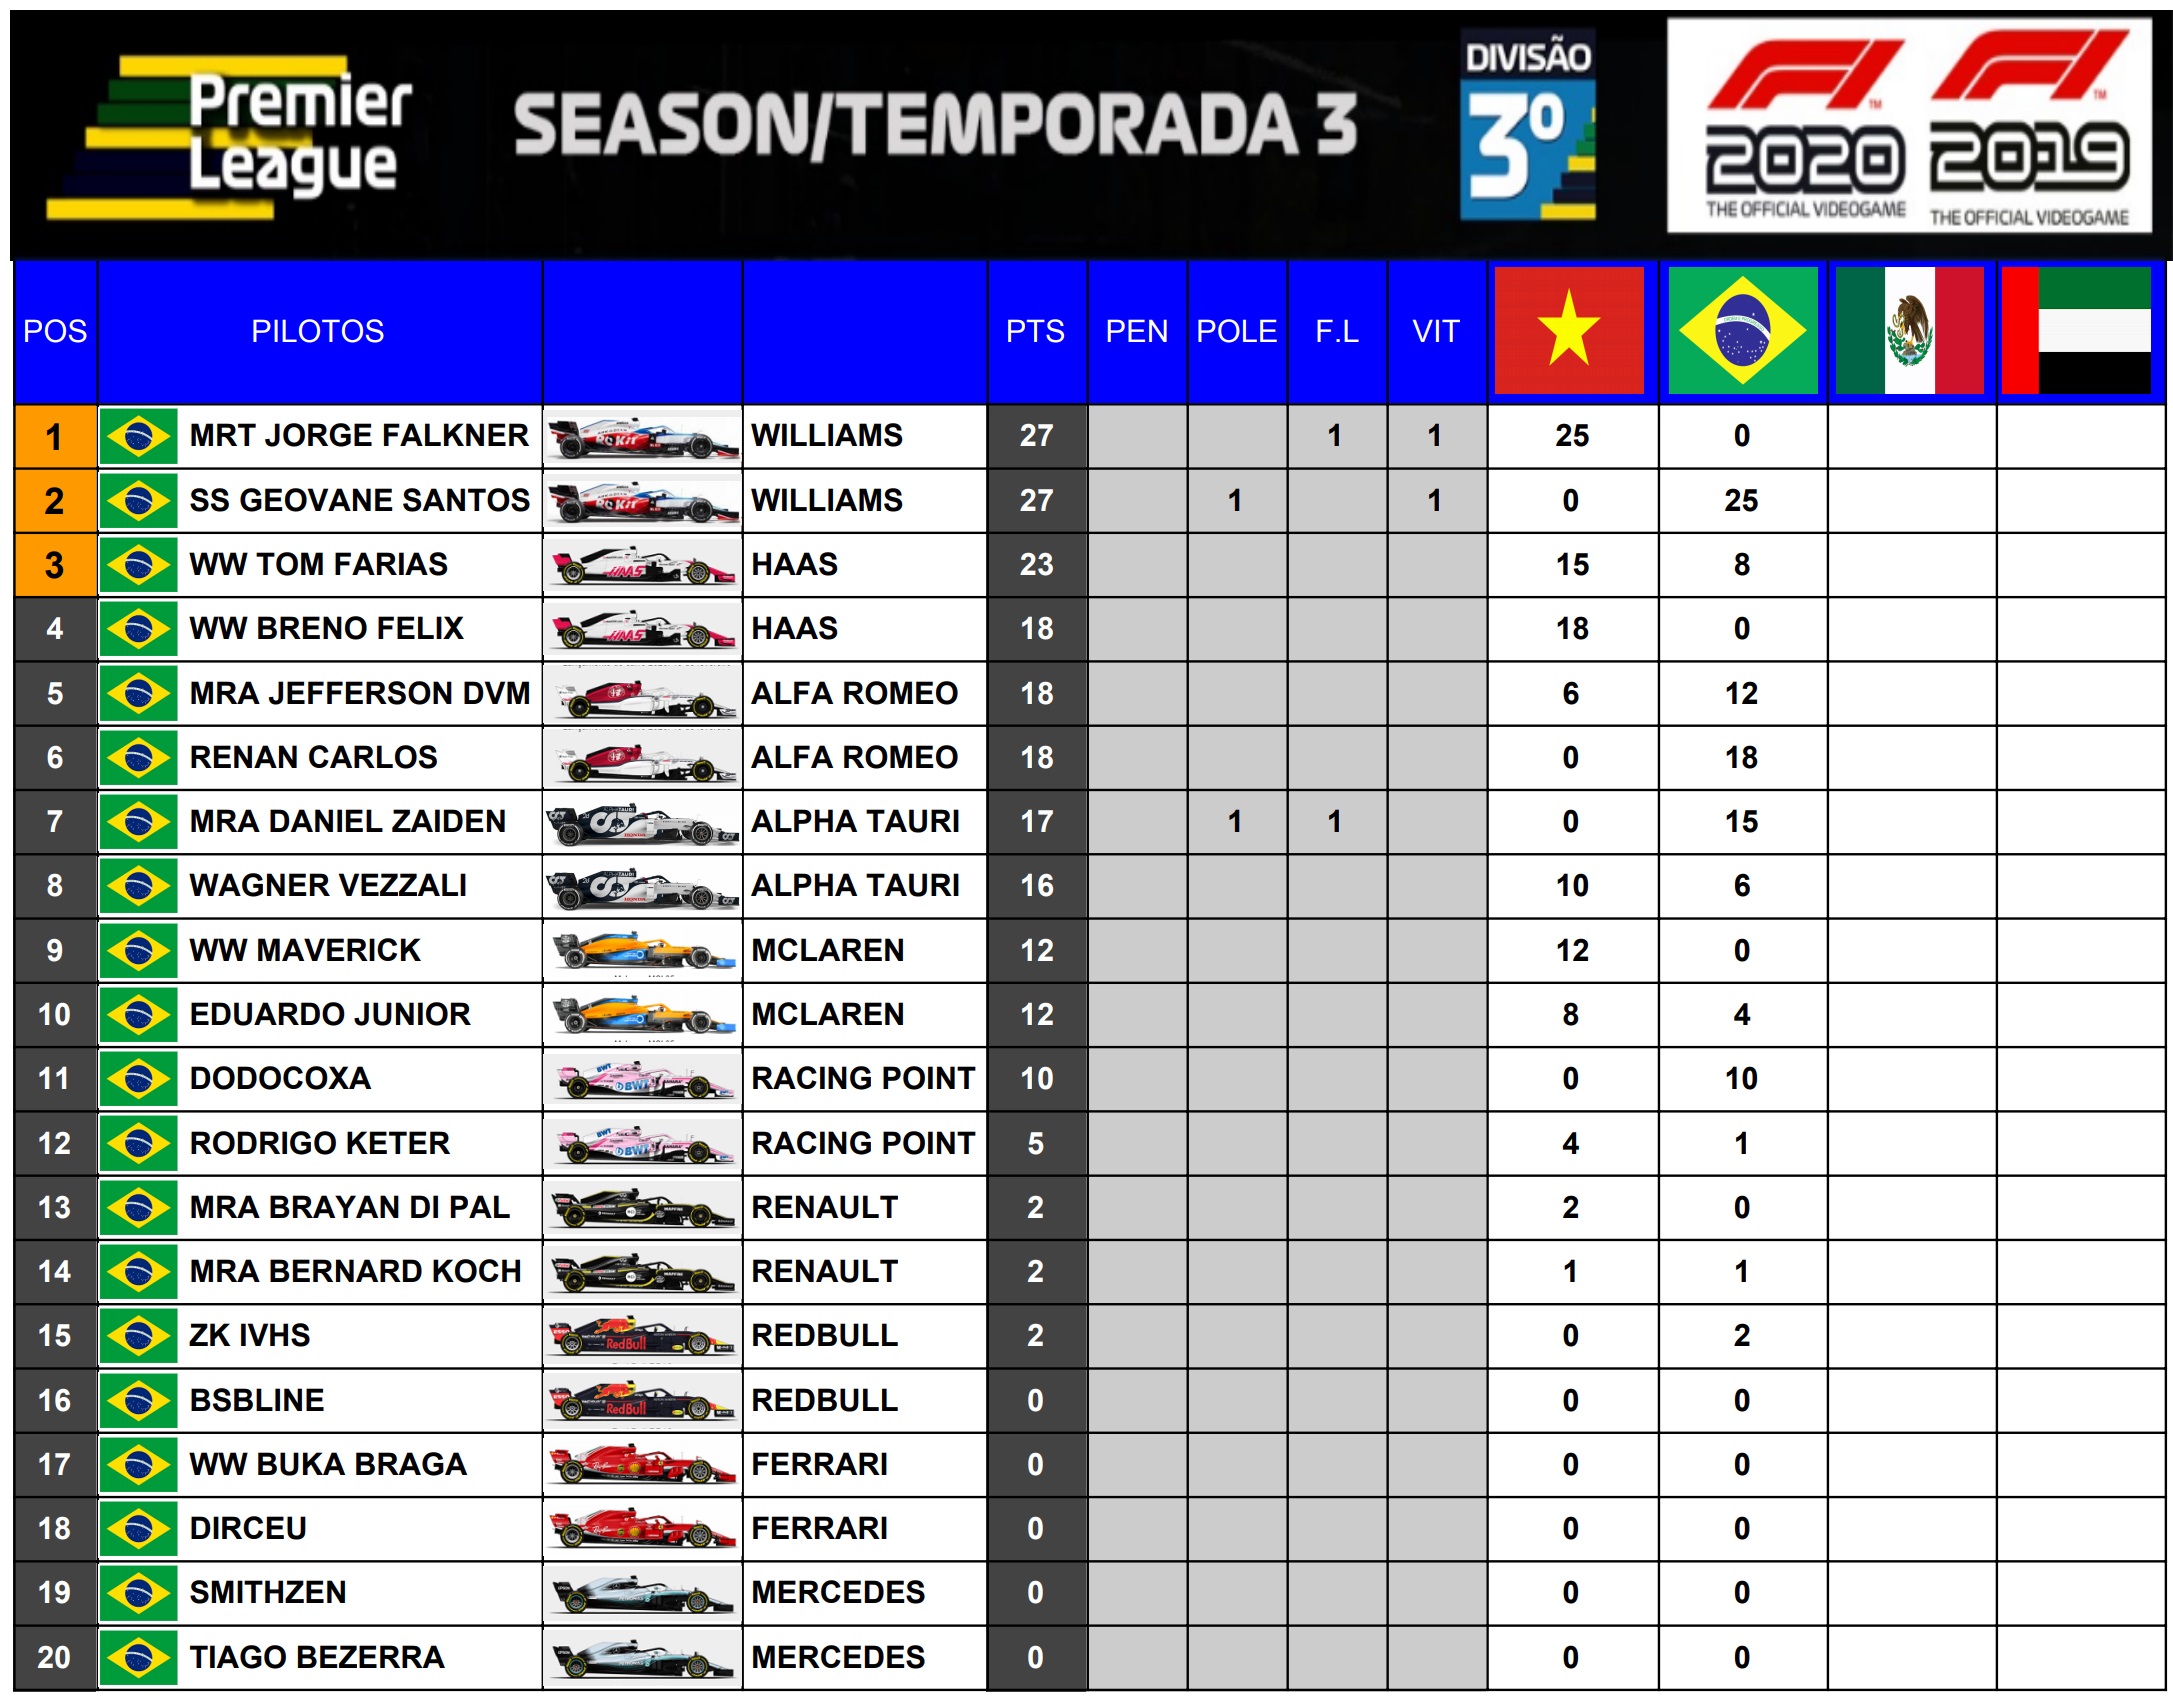 Premier
League
SEASON/TEMPORADA 3
DIVISÃO
3º
F1 2020
THE OFFICIAL VIDEOGAME
F1 2019
THE OFFICIAL VIDEOGAME
POS PILOTOS PTS PEN POLE F.L VIT
1 MRT JORGE FALKNER WILLIAMS 27 1 1 25 0
2 SS GEOVANE SANTOS WILLIAMS 27 1 1 0 25
3 WW TOM FARIAS HAAS 23 15 8
4 WW BRENO FELIX HAAS 18 18 0
5 MRA JEFFERSON DVM ALFA ROMEO 18 6 12
6 RENAN CARLOS ALFA ROMEO 18 0 18
7 MRA DANIEL ZAIDEN ALPHA TAURI 17 1 1 0 15
8 WAGNER VEZZALI ALPHA TAURI 16 10 6
9 WW MAVERICK MCLAREN 12 12 0
10 EDUARDO JUNIOR MCLAREN 12 8 4
11 DODOCOXA RACING POINT 10 0 10
12 RODRIGO KETER RACING POINT 5 4 1
13 MRA BRAYAN DI PAL RENAULT 2 2 0
14 MRA BERNARD KOCH RENAULT 2 1 1
15 ZK IVHS REDBULL 2 0 2
16 BSBLINE REDBULL 0 0 0
17 WW BUKA BRAGA FERRARI 0 0 0
18 DIRCEU FERRARI 0 0 0
19 SMITHZEN MERCEDES 0 0 0
20 TIAGO BEZERRA MERCEDES 0 0 0